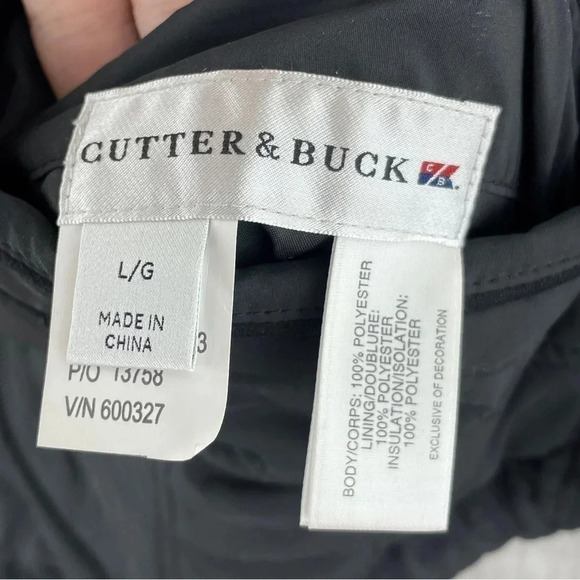 CUTTER & BUCK C/B
L/G
MADE IN
CHINA
3
P/O 13758
V/N 600327
BODY/CORPS: 100% POLYESTER
LINING/DOUBLURE:
100% POLYESTER
INSULATION/ISOLATION:
100% POLYESTER
EXCLUSIVE OF DECORATION